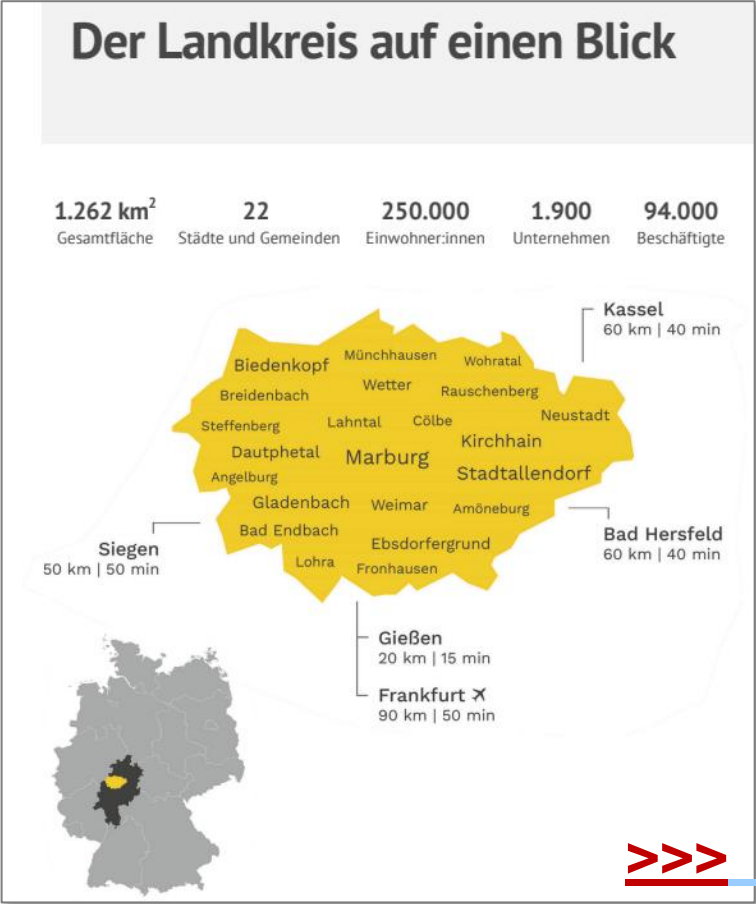 Der Landkreis auf einen Blick
1.262 km²
Gesamtfläche
22
Städte und Gemeinden
250.000
Einwohner:innen
1.900
Unternehmen
94.000
Beschäftigte
Kassel
60 km | 40 min
Münchhausen
Biedenkopf
Wohratal
Wetter
Rauschenberg
Breidenbach
Neustadt
Steffenberg
Lahntal
Cölbe
Kirchhain
Dautphetal
Marburg
Stadtallendorf
Angelburg
Gladenbach
Weimar
Amöneburg
Bad Endbach
Ebsdorfergrund
Lohra
Fronhausen
Siegen
50 km | 50 min
Bad Hersfeld
60 km | 40 min
Gießen
20 km | 15 min
Frankfurt
90 km | 50 min
>>>